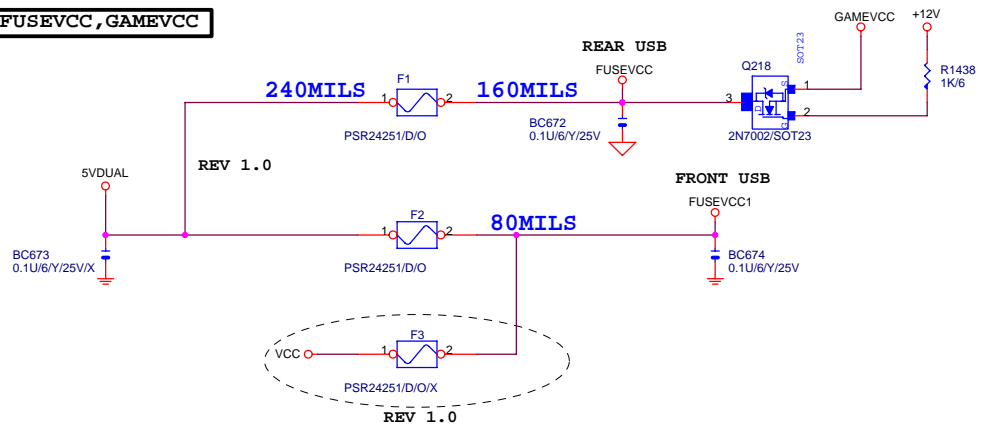 FUSEVCC,GAMEVCC
GAMEVCC
+12V
REAR USB
FUSEVCC
SOT23
Q218
R1438
1K/6
240MILS
F1
160MILS
1
2
3
S
D
G
1
2
BC672
0.1U/6/Y/25V
2N7002/SOT23
PSR24251/D/O
REV 1.0
5VDUAL
FRONT USB
FUSEVCC1
F2
1
2
80MILS
BC673
0.1U/6/Y/25V/X
BC674
0.1U/6/Y/25V
PSR24251/D/O
F3
VCC
1
2
PSR24251/D/O/X
REV 1.0